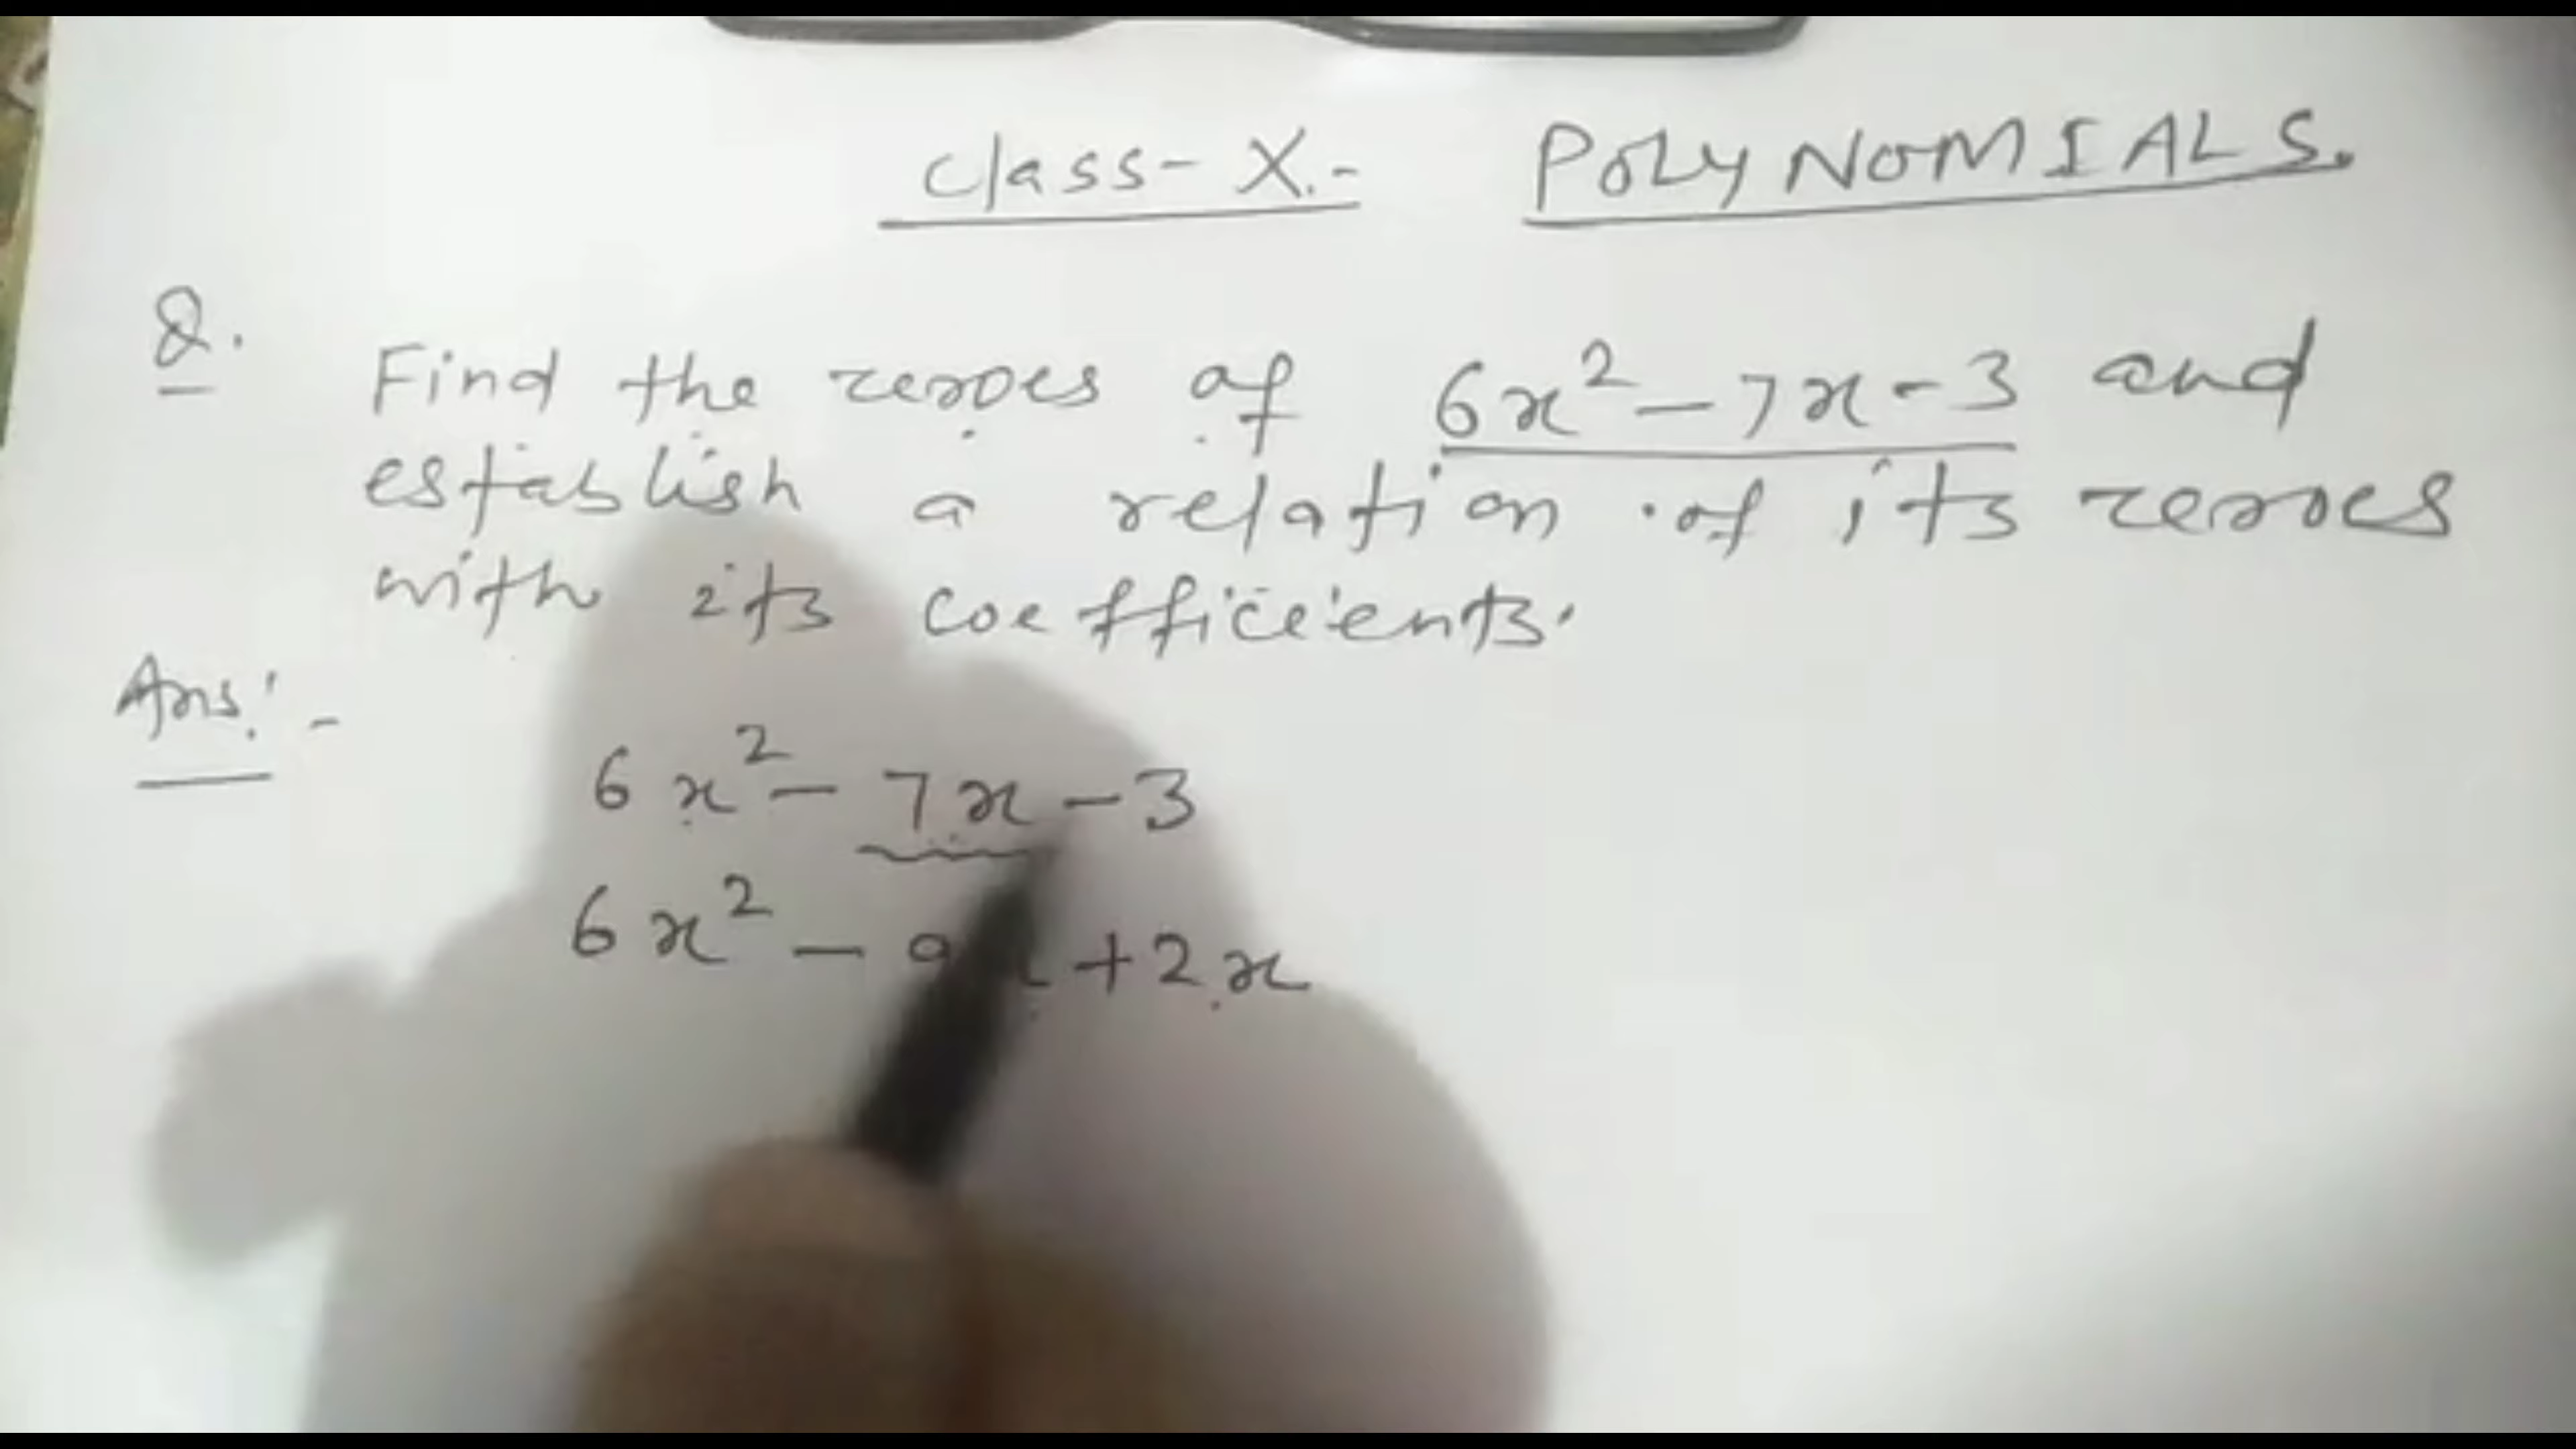 Class - X. - POLYNOMIALS.
Q. Find the zeroes of 6x² - 7x - 3 and
establish a relation of its zeroes
with its coefficients.
Ans:- 6x² - 7x - 3
6x² - 9x + 2x